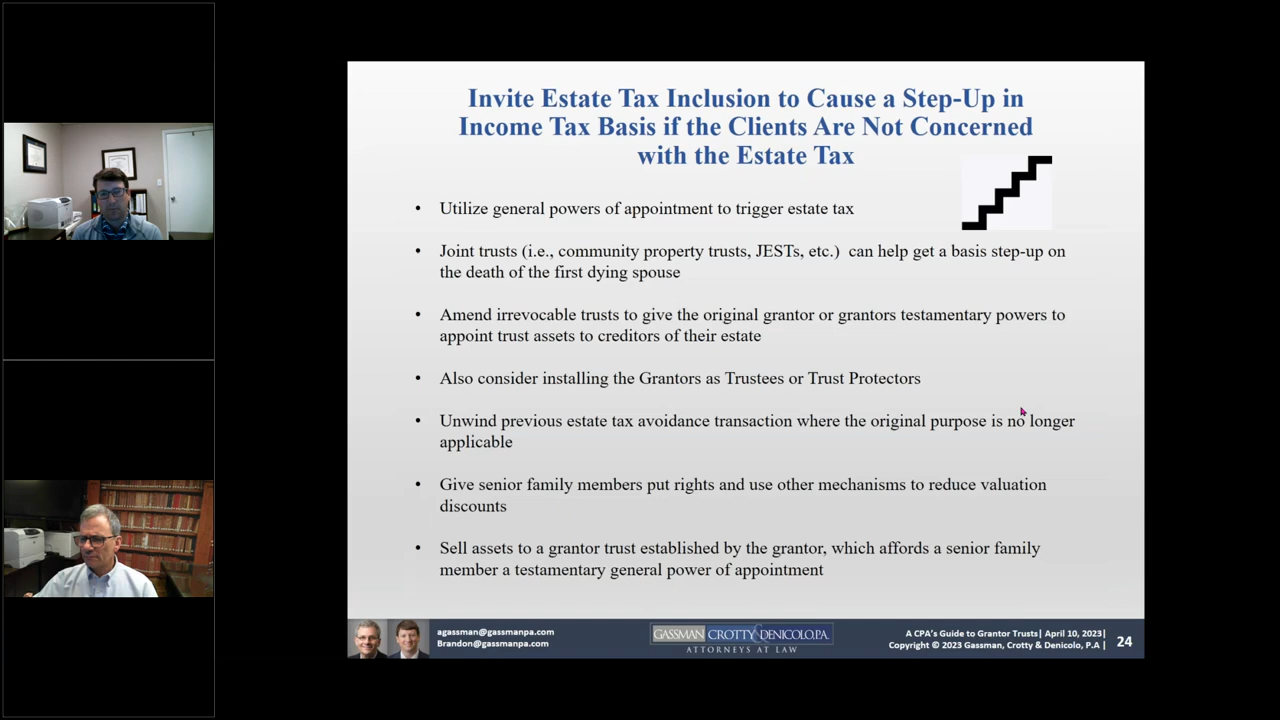 Invite Estate Tax Inclusion to Cause a Step-Up in
Income Tax Basis if the Clients Are Not Concerned
with the Estate Tax
• Utilize general powers of appointment to trigger estate tax
• Joint trusts (i.e., community property trusts, JESTs, etc.)  can help get a basis step-up on
the death of the first dying spouse
• Amend irrevocable trusts to give the original grantor or grantors testamentary powers to
appoint trust assets to creditors of their estate
• Also consider installing the Grantors as Trustees or Trust Protectors
• Unwind previous estate tax avoidance transaction where the original purpose is no longer
applicable
• Give senior family members put rights and use other mechanisms to reduce valuation
discounts
• Sell assets to a grantor trust established by the grantor, which affords a senior family
member a testamentary general power of appointment
agassman@gassmanpa.com
Brandon@gassmanpa.com
GASSMAN CROTTY & DENICOLO, P.A.
ATTORNEYS AT LAW
A CPA's Guide to Grantor Trusts| April 10, 2023|
Copyright © 2023 Gassman, Crotty & Denicolo, P.A |
24